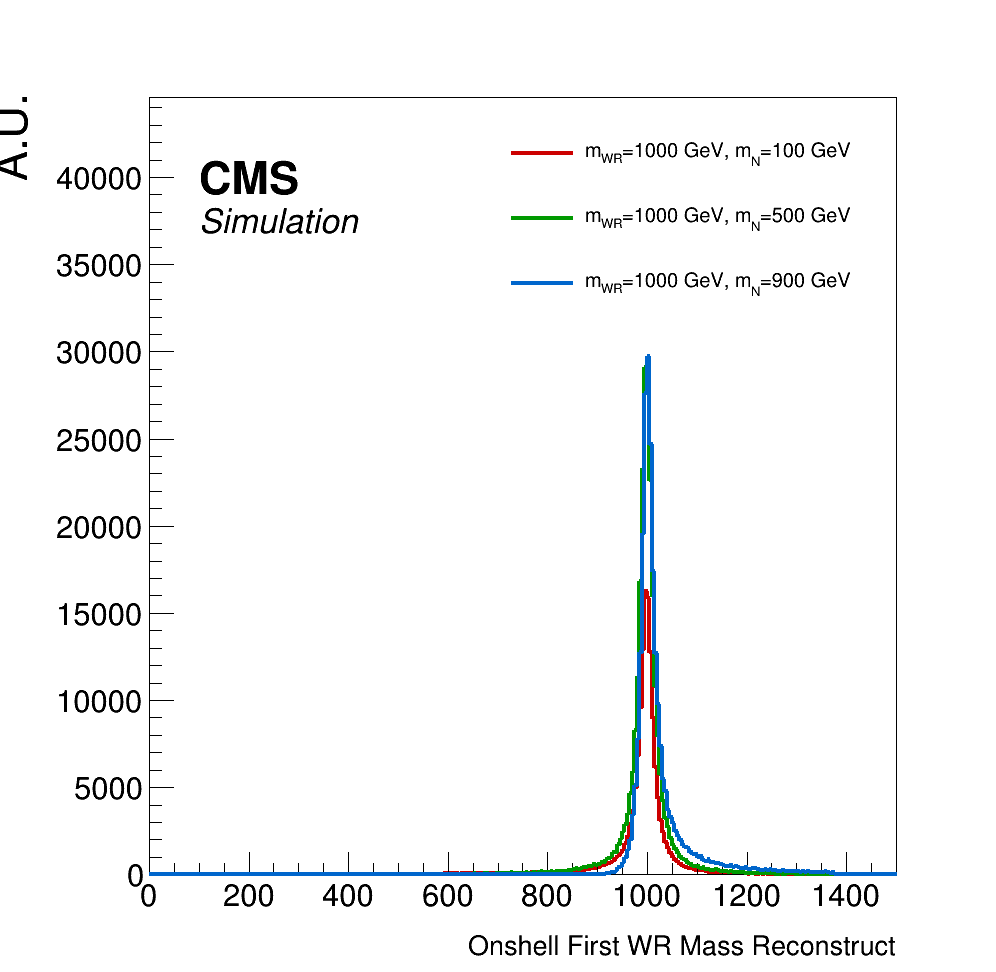 A.U.
CMS
Simulation
m_WR=1000 GeV, m_N=100 GeV
m_WR=1000 GeV, m_N=500 GeV
m_WR=1000 GeV, m_N=900 GeV
40000
35000
30000
25000
20000
15000
10000
5000
0
0 200 400 600 800 1000 1200 1400
Onshell First WR Mass Reconstruct